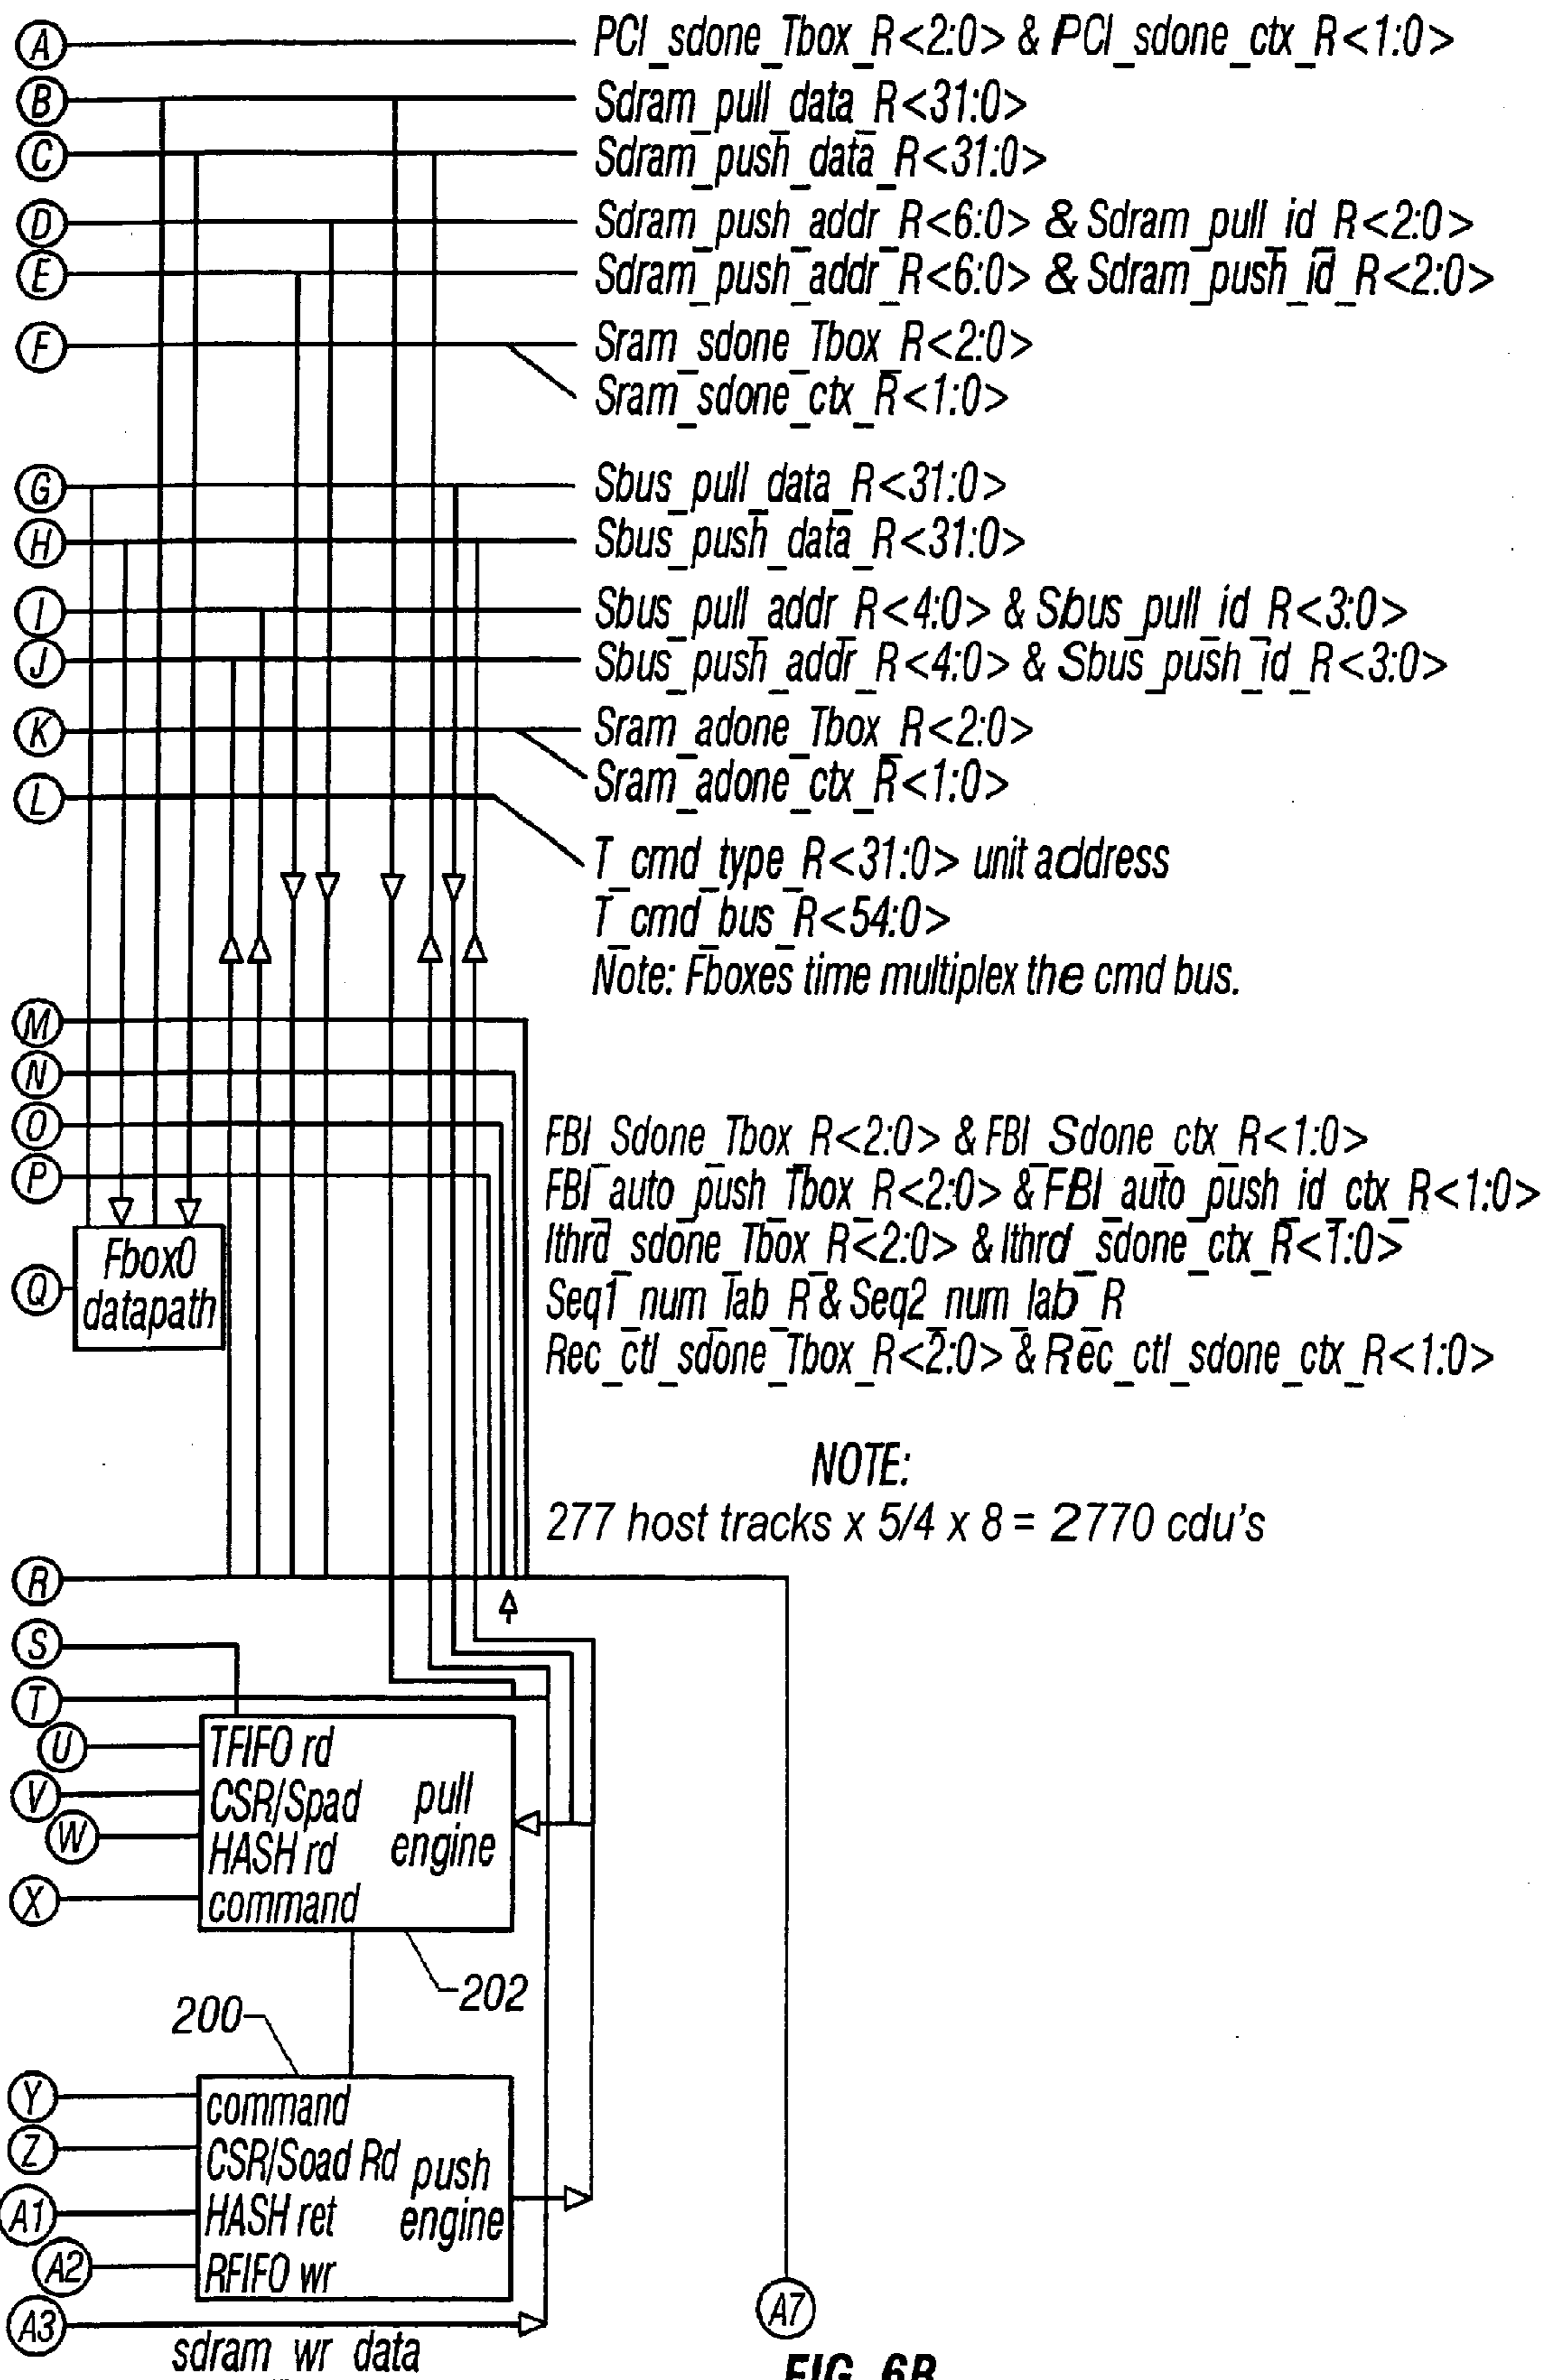 A PCI_sdone_Tbox_R<2:0> & PCI_sdone_ctx_R<1:0>
B Sdram_pull_data_R<31:0>
C Sdram_push_data_R<31:0>
D Sdram_push_addr_R<6:0> & Sdram_pull_id_R<2:0>
E Sdram_push_addr_R<6:0> & Sdram_push_id_R<2:0>
F Sram_sdone_Tbox_R<2:0>
Sram_sdone_ctx_R<1:0>
G Sbus_pull_data_R<31:0>
H Sbus_push_data_R<31:0>
I Sbus_pull_addr_R<4:0> & Sbus_pull_id_R<3:0>
J Sbus_push_addr_R<4:0> & Sbus_push_id_R<3:0>
K Sram_adone_Tbox_R<2:0>
Sram_adone_ctx_R<1:0>
L
T_cmd_type_R<31:0> unit address
T_cmd_bus_R<54:0>
Note: Fboxes time multiplex the cmd bus.
M
N
O
P
FBI_Sdone_Tbox_R<2:0> & FBI_Sdone_ctx_R<1:0>
FBI_auto_push_Tbox_R<2:0> & FBI_auto_push_id_ctx_R<1:0>
Ithrd_sdone_Tbox_R<2:0> & Ithrd_sdone_ctx_R<1:0>
Seq1_num_lab_R & Seq2_num_lab_R
Rec_ctl_sdone_Tbox_R<2:0> & Rec_ctl_sdone_ctx_R<1:0>
Q
Fbox0
datapath
NOTE:
277 host tracks x 5/4 x 8 = 2770 cdu's
R
S
T
U TFIFO rd
V CSR/Spad
W HASH rd
X command
pull
engine
202
200
Y command
Z CSR/Soad Rd
A1 HASH ret
A2 RFIFO wr
push
engine
A3
sdram_wr_data
A7
FIG. 6B